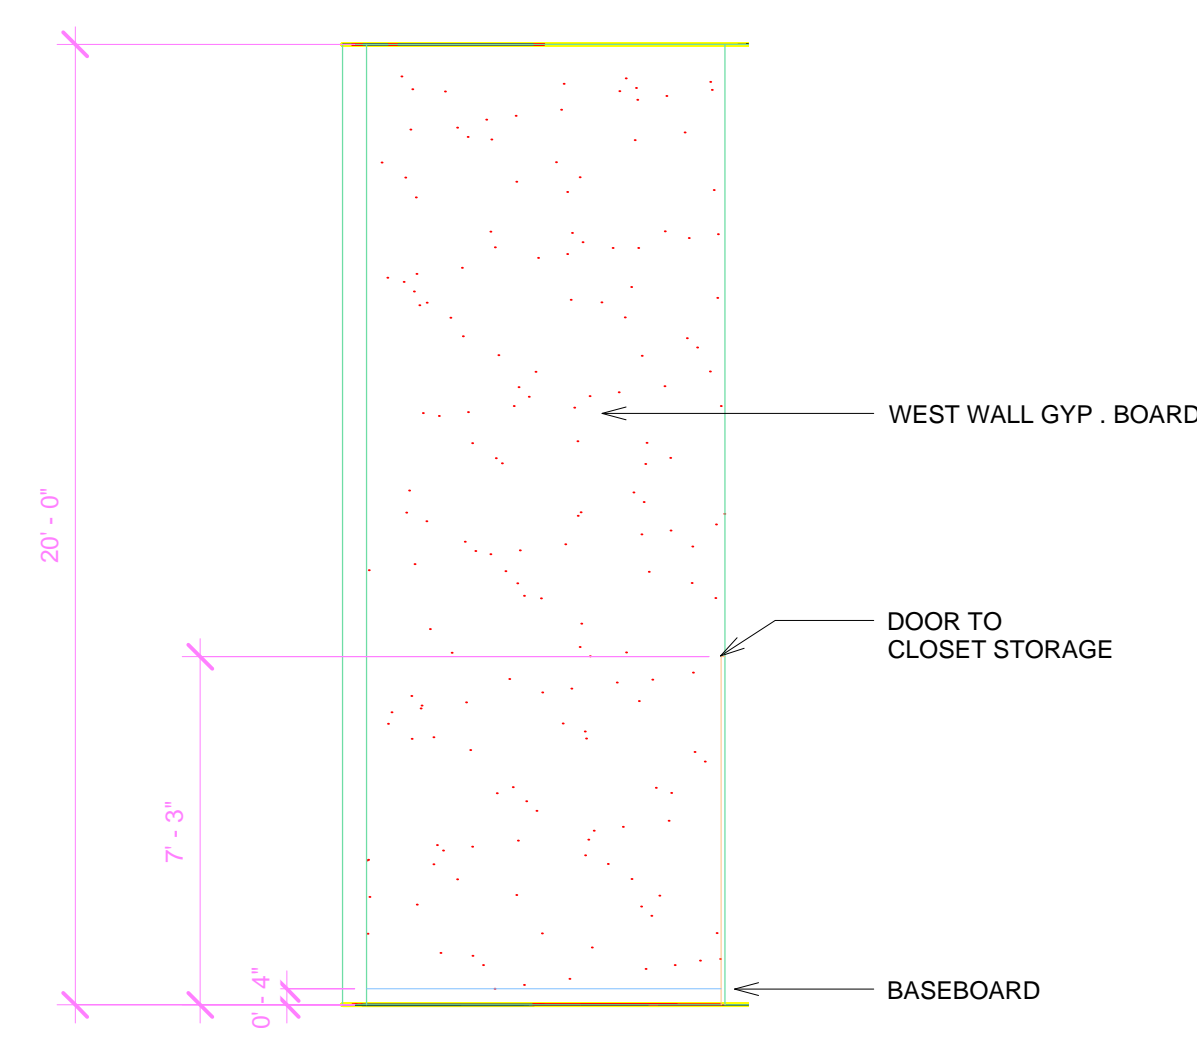 WEST WALL GYP . BOARD
20' - 0"
DOOR TO
CLOSET STORAGE
7' - 3"
0' - 4"
BASEBOARD